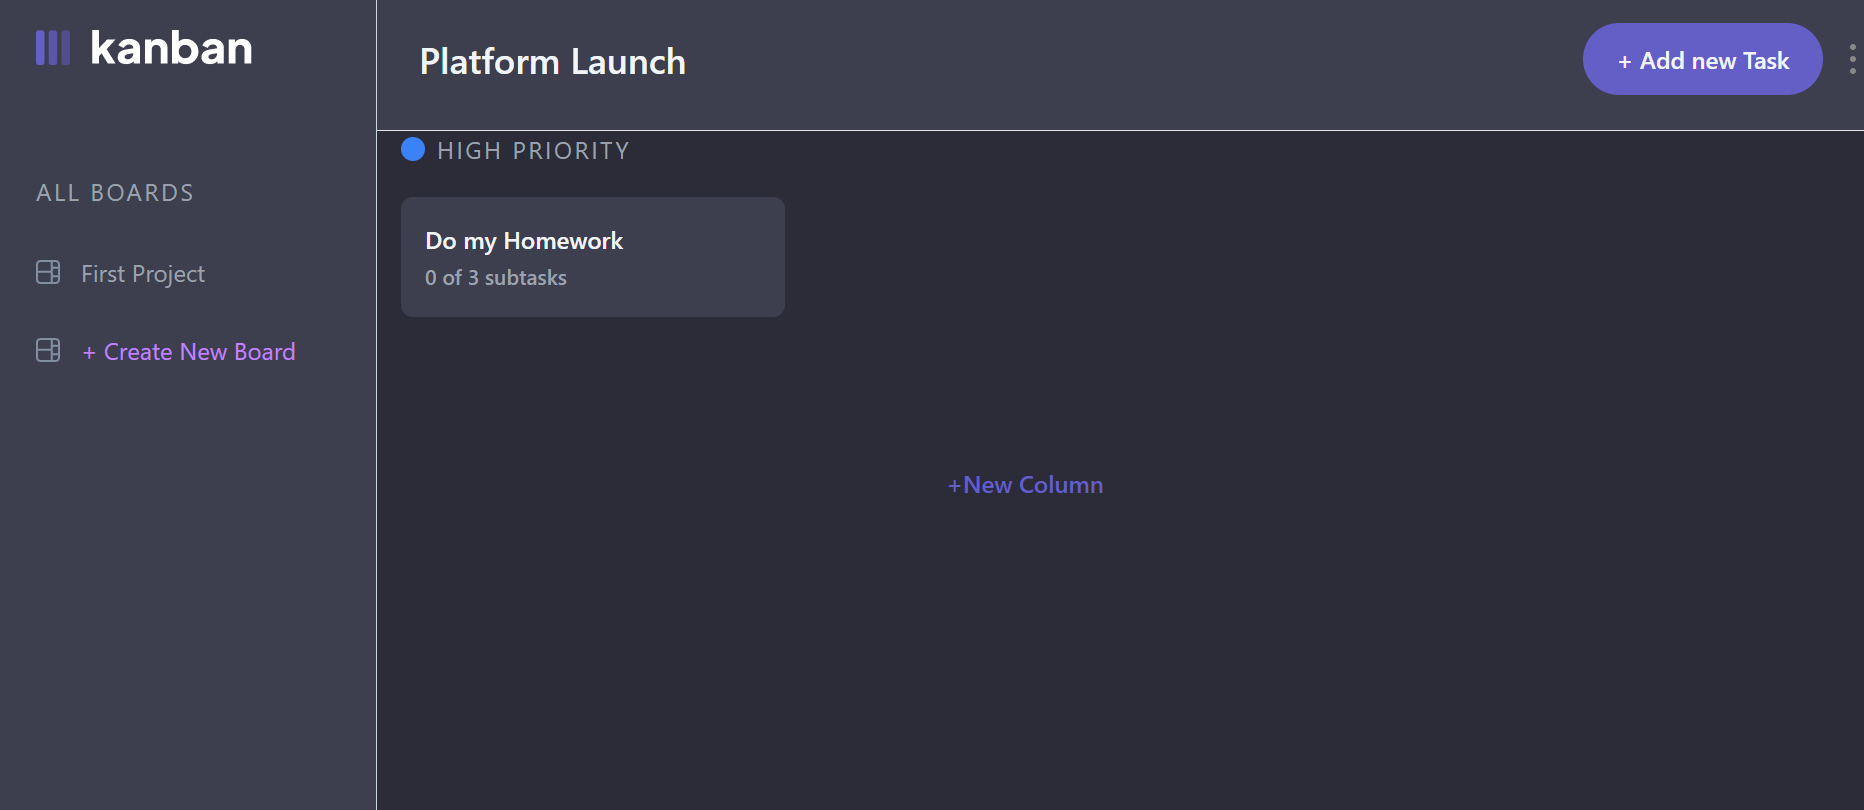 kanban
ALL BOARDS
First Project
+ Create New Board
Platform Launch
+ Add new Task
HIGH PRIORITY
Do my Homework
0 of 3 subtasks
+New Column